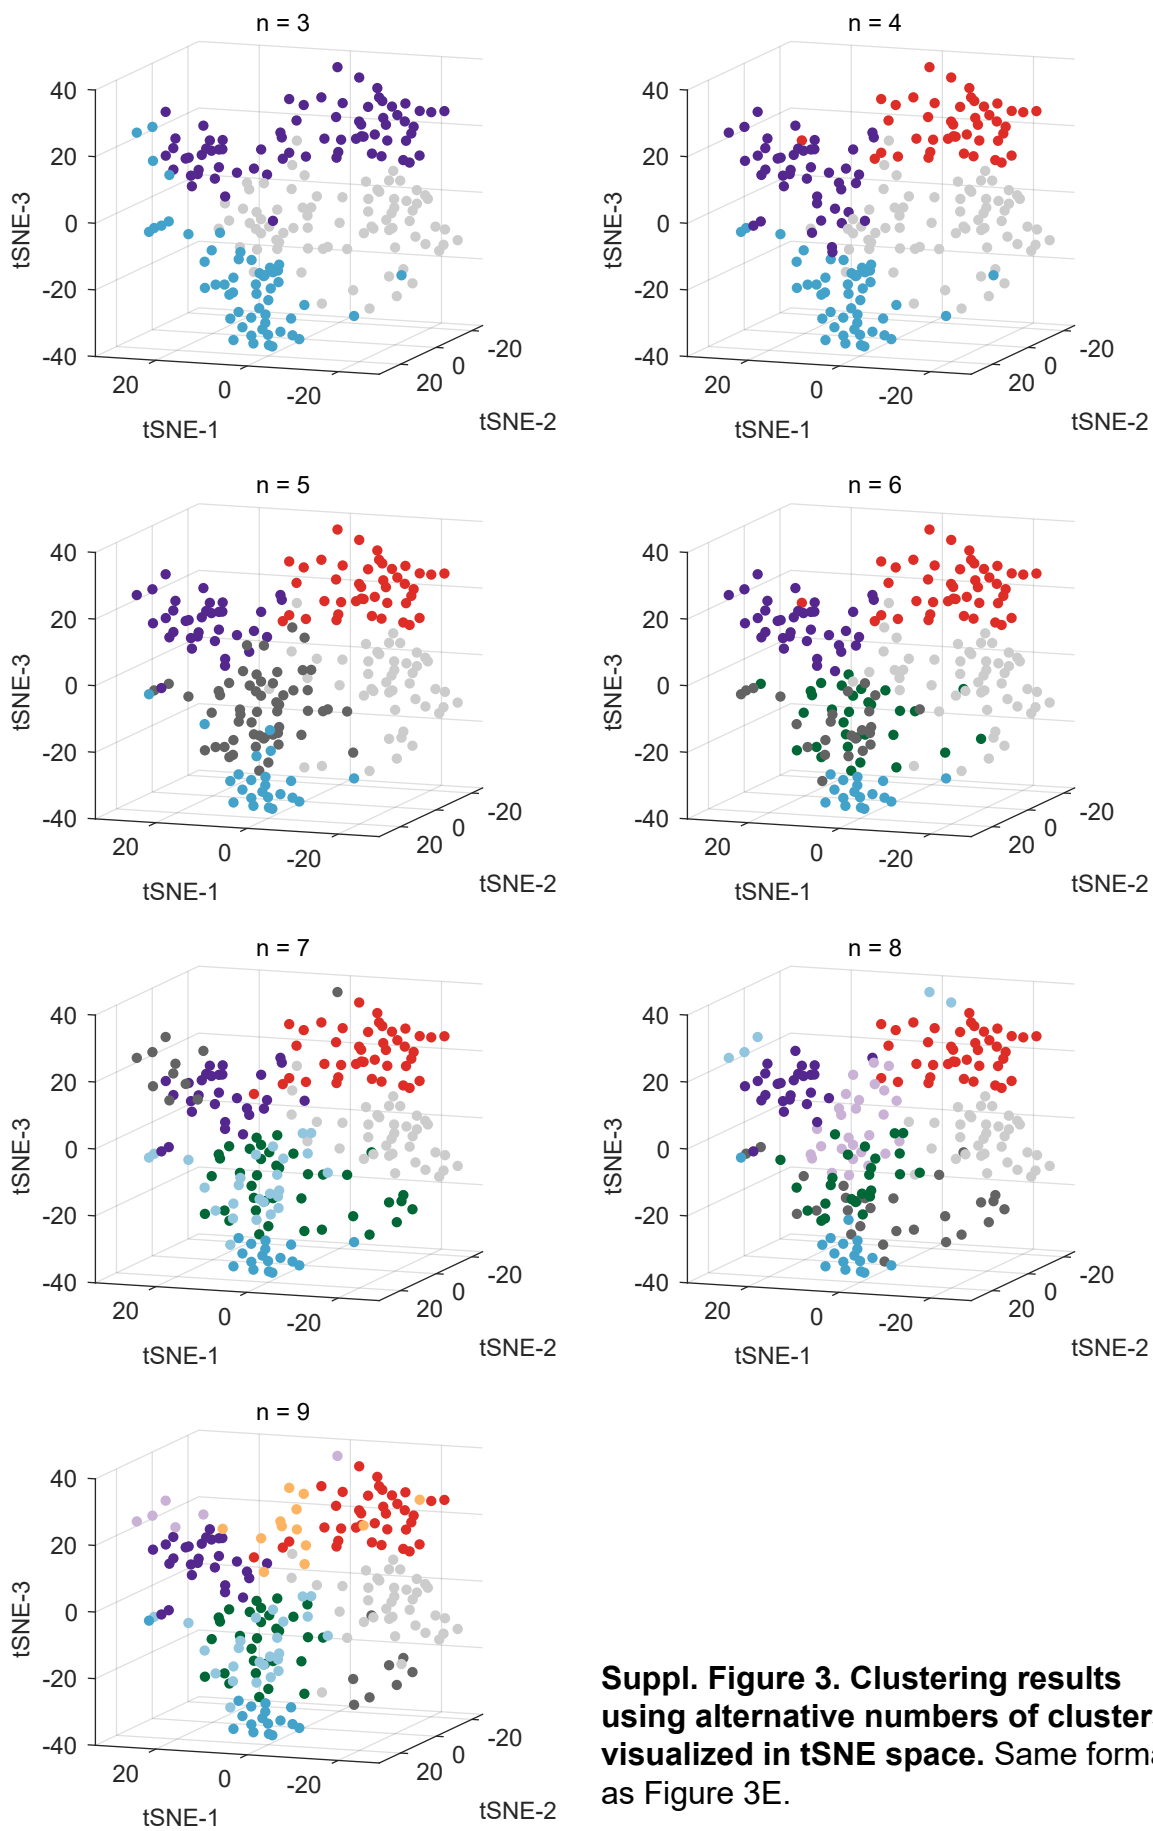 n = 3
40
20
0
-20
-40
tSNE-3
20
0
-20
tSNE-1
20
0
-20
tSNE-2
n = 4
40
20
0
-20
-40
tSNE-3
20
0
-20
tSNE-1
20
0
-20
tSNE-2
n = 5
40
20
0
-20
-40
tSNE-3
20
0
-20
tSNE-1
20
0
-20
tSNE-2
n = 6
40
20
0
-20
-40
tSNE-3
20
0
-20
tSNE-1
20
0
-20
tSNE-2
n = 7
40
20
0
-20
-40
tSNE-3
20
0
-20
tSNE-1
20
0
-20
tSNE-2
n = 8
40
20
0
-20
-40
tSNE-3
20
0
-20
tSNE-1
20
0
-20
tSNE-2
n = 9
40
20
0
-20
-40
tSNE-3
20
0
-20
tSNE-1
20
0
-20
tSNE-2
Suppl. Figure 3. Clustering results
using alternative numbers of cluster
visualized in tSNE space. Same forma
as Figure 3E.